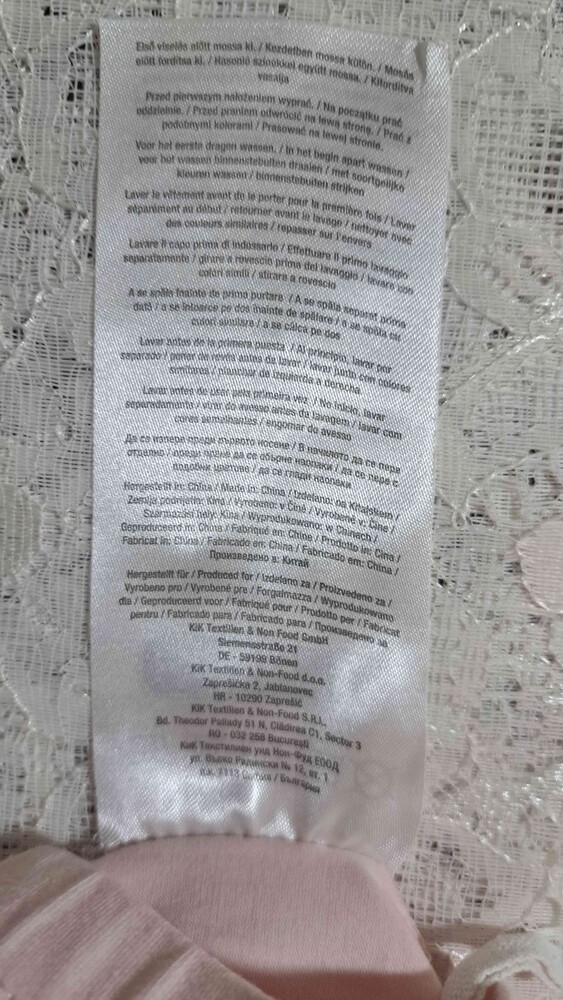 Első viselés előtt mossa ki. / Kezdetben mossa külön. / Mosás
előtt fordítsa ki. / Hasonló színekkel együtt mossa. / Kifordítva
vasalja
Przed pierwszym nałożeniem wyprać. / Na początku prać
oddzielnie. / Przed praniem odwrócić na lewą stronę. / Prać z
podobnymi kolorami / Prasować na lewej stronie.
Voor het eerste dragen wassen. / In het begin apart wassen /
voor het wassen binnenstebuiten draaien / met soortgelijke
kleuren wassen / binnenstebuiten strijken
Laver le vêtement avant de le porter pour la première fois / Laver
séparément au début / retourner avant le lavage / nettoyer avec
des couleurs similaires / repasser sur l'envers
Lavare il capo prima di indossarlo / Effettuare il primo lavaggio
separatamente / girare a rovescio prima del lavaggio / lavare con
colori simili / stirare a rovescio
A se spăla înainte de prima purtare. / A se spăla separat prima
dată / a se întoarce pe dos înainte de spălare / a se spăla cu
culori similare / a se călca pe dos
Lavar antes de la primera puesta. / Al principio, lavar por
separado / poner de revés antes de lavar / lavar junto con colores
similares / planchar de izquierda a derecha
Lavar antes de usar pela primeira vez. / No início, lavar
separadamente / virar do avesso antes da lavagem / lavar com
cores semelhantes / engomar do avesso
Да се изпере преди първото носене / В началото да се пере
отделно / преди пране да се обърне наопаки / да се пере с
подобни цветове / да се глади наопаки
Hergestellt in: China / Made in: China / Izdelano: na Kitajskem /
Zemlja podrijetla: Kina / Vyrobeno: v Číně / Vyrobené v: Číne /
Származási hely: Kína / Wyprodukowano: w Chinach /
Geproduceerd in: China / Fabriqué en: Chine / Prodotto in: Cina /
Fabricat în: China / Fabricado en: China / Fabricado em: China /
Произведено в: Китай
Hergestellt für / Produced for / Izdelano za / Proizvedeno za /
Vyrobeno pro / Vyrobené pre / Forgalmazza / Wyprodukowano
dla / Geproduceerd voor / Fabriqué pour / Prodotto per / Fabricat
pentru / Fabricado para / Fabricado para / Произведено за
KiK Textilien & Non Food GmbH
Siemensstraße 21
DE - 59199 Bönen
KiK Textilien & Non-Food d.o.o.
Zaprešićka 2, Jablanovec
HR - 10290 Zaprešić
KiK Textilien & Non-Food S.R.L.
Bd. Theodor Pallady 51 N, Clădirea C1, Sector 3
RO - 032 258 București
КиК Текстилиен унд Нон-Фуд ЕООД
ул. Вълко Радински № 12, ет. 1
п.к. 1113 София / България